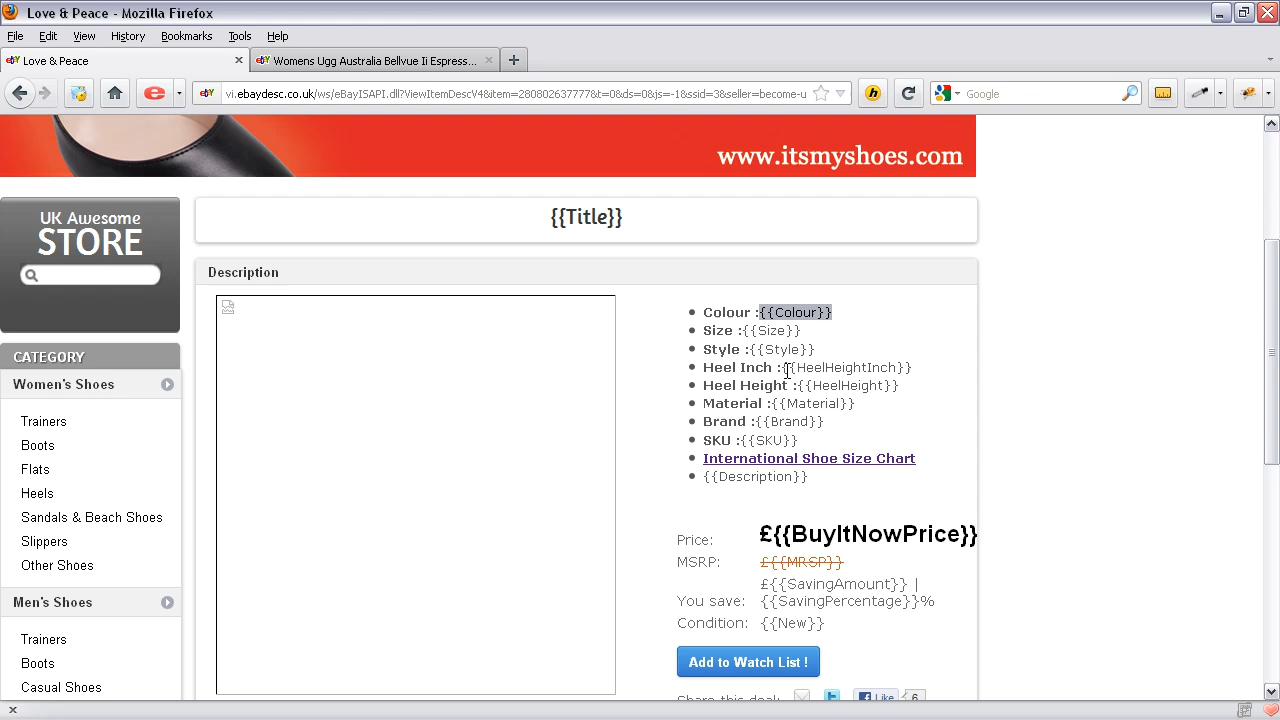 Love & Peace - Mozilla Firefox
File Edit View History Bookmarks Tools Help
Love & Peace
Womens Ugg Australia Bellvue Ii Espress...
vi.ebaydesc.co.uk/ws/eBayISAPI.dll?ViewItemDescV4&item=280802637777&t=0&ds=0&js=-1&ssid=3&seller=become-u
Google
www.itsmyshoes.com
UK Awesome
STORE
{{Title}}
Description
Colour :{{Colour}}
Size :{{Size}}
Style :{{Style}}
Heel Inch :{{HeelHeightInch}}
Heel Height :{{HeelHeight}}
Material :{{Material}}
Brand :{{Brand}}
SKU :{{SKU}}
International Shoe Size Chart
{{Description}}
Price: £{{BuyItNowPrice}}
MSRP: £{{MRSP}}
£{{SavingAmount}} |
You save: {{SavingPercentage}}%
Condition: {{New}}
Add to Watch List !
Share this deal: Like 6
CATEGORY
Women's Shoes
Trainers
Boots
Flats
Heels
Sandals & Beach Shoes
Slippers
Other Shoes
Men's Shoes
Trainers
Boots
Casual Shoes